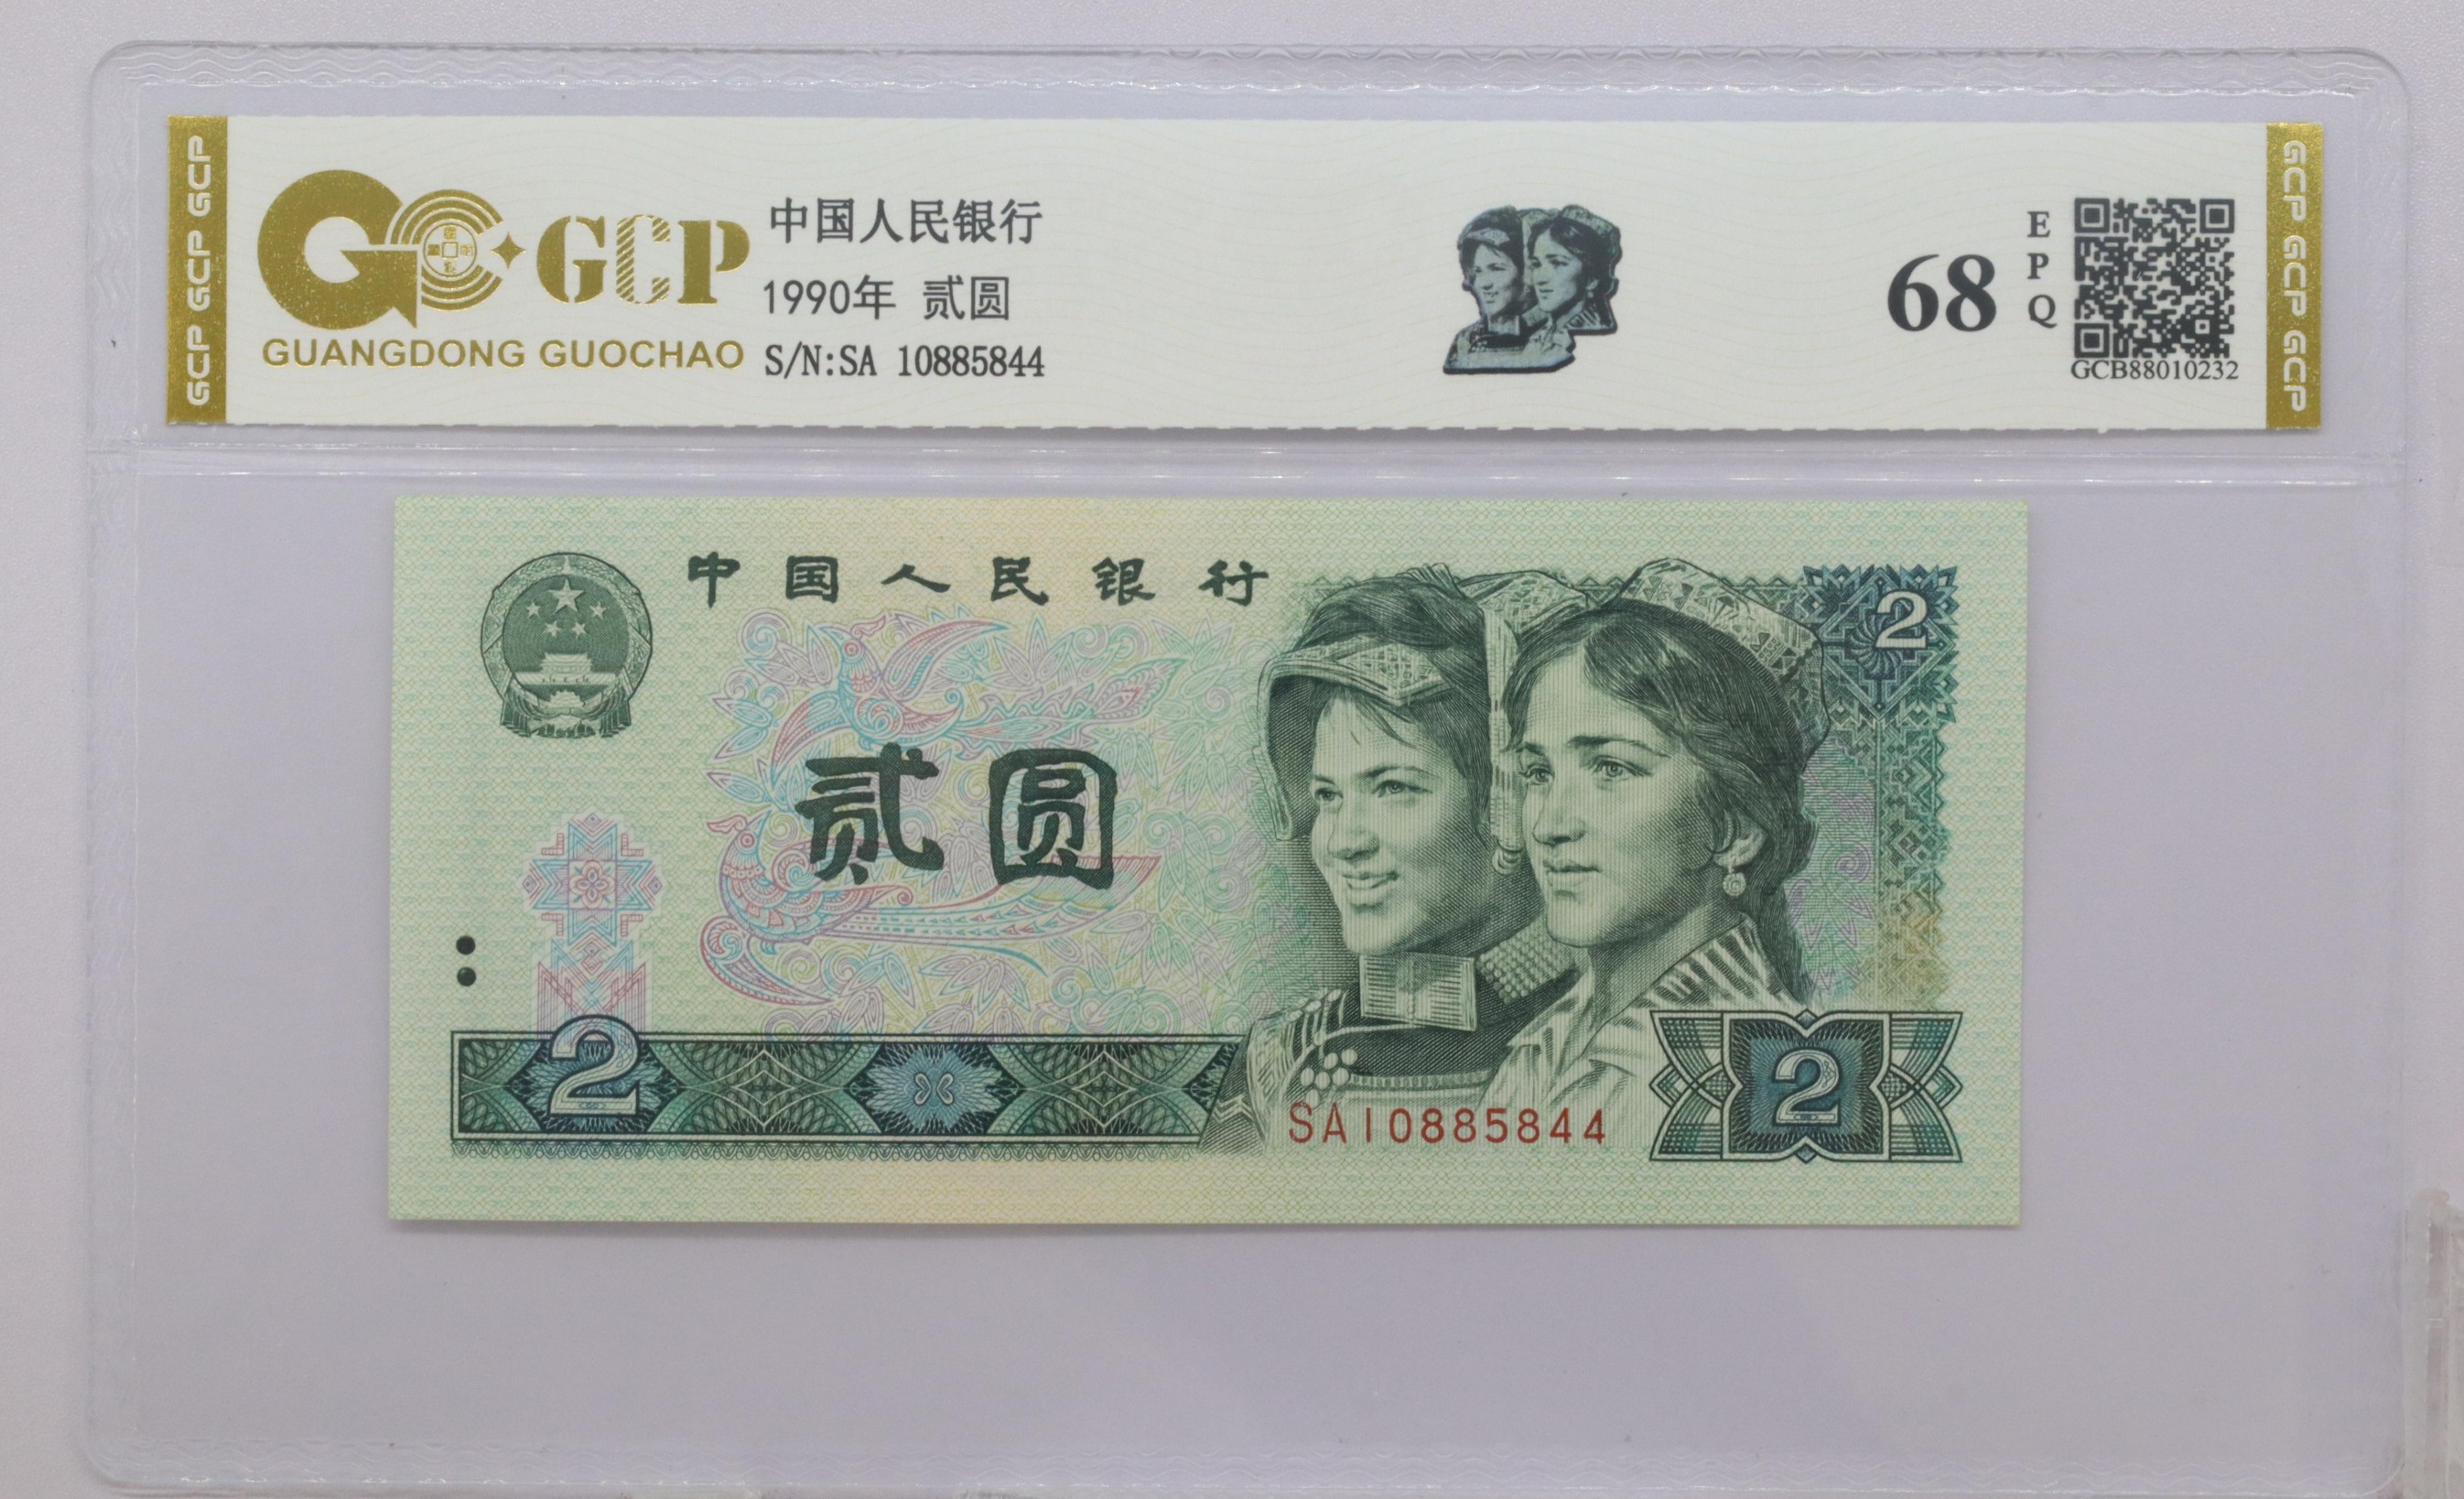 GCP GCP GCP
GCP
GUANGDONG GUOCHAO
中国人民银行
1990年 贰圆
S/N:SA 10885844
68
E
P
Q
GCB88010232
GCP GCP GCP
中国人民银行
2
贰圆
2
SA10885844
2